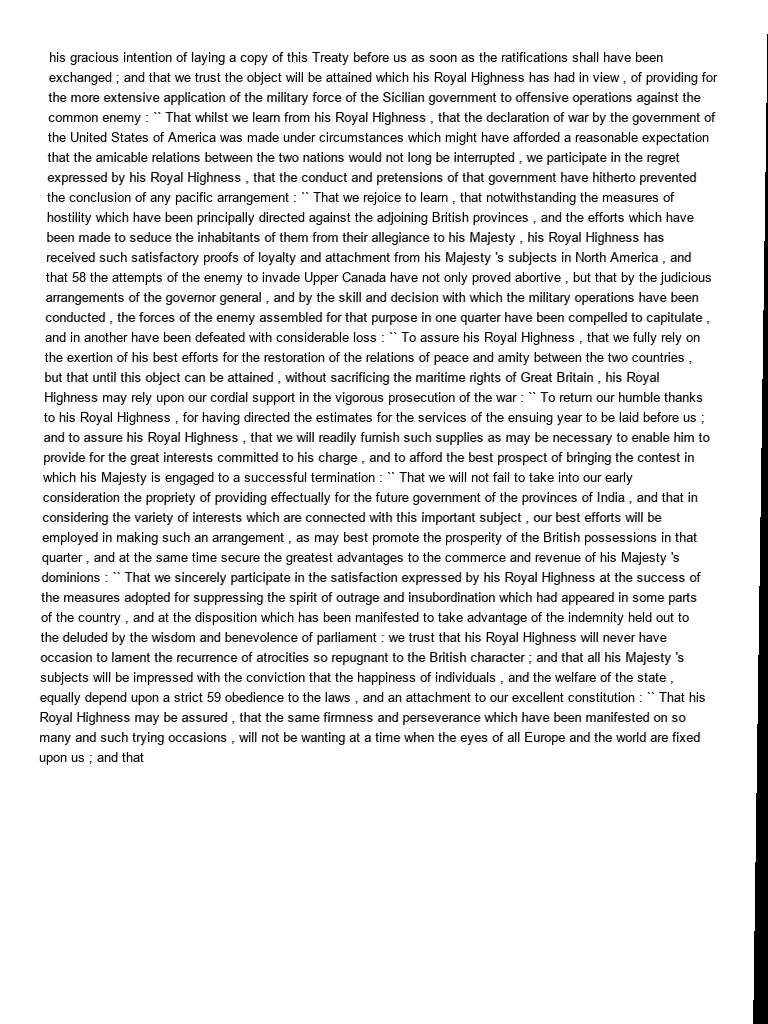 his gracious intention of laying a copy of this Treaty before us as soon as the ratifications shall have been
exchanged ; and that we trust the object will be attained which his Royal Highness has had in view , of providing for
the more extensive application of the military force of the Sicilian government to offensive operations against the
common enemy : `` That whilst we learn from his Royal Highness , that the declaration of war by the government of
the United States of America was made under circumstances which might have afforded a reasonable expectation
that the amicable relations between the two nations would not long be interrupted , we participate in the regret
expressed by his Royal Highness , that the conduct and pretensions of that government have hitherto prevented
the conclusion of any pacific arrangement : `` That we rejoice to learn , that notwithstanding the measures of
hostility which have been principally directed against the adjoining British provinces , and the efforts which have
been made to seduce the inhabitants of them from their allegiance to his Majesty , his Royal Highness has
received such satisfactory proofs of loyalty and attachment from his Majesty 's subjects in North America , and
that 58 the attempts of the enemy to invade Upper Canada have not only proved abortive , but that by the judicious
arrangements of the governor general , and by the skill and decision with which the military operations have been
conducted , the forces of the enemy assembled for that purpose in one quarter have been compelled to capitulate ,
and in another have been defeated with considerable loss : `` To assure his Royal Highness , that we fully rely on
the exertion of his best efforts for the restoration of the relations of peace and amity between the two countries ,
but that until this object can be attained , without sacrificing the maritime rights of Great Britain , his Royal
Highness may rely upon our cordial support in the vigorous prosecution of the war : `` To return our humble thanks
to his Royal Highness , for having directed the estimates for the services of the ensuing year to be laid before us ;
and to assure his Royal Highness , that we will readily furnish such supplies as may be necessary to enable him to
provide for the great interests committed to his charge , and to afford the best prospect of bringing the contest in
which his Majesty is engaged to a successful termination : `` That we will not fail to take into our early
consideration the propriety of providing effectually for the future government of the provinces of India , and that in
considering the variety of interests which are connected with this important subject , our best efforts will be
employed in making such an arrangement , as may best promote the prosperity of the British possessions in that
quarter , and at the same time secure the greatest advantages to the commerce and revenue of his Majesty 's
dominions : `` That we sincerely participate in the satisfaction expressed by his Royal Highness at the success of
the measures adopted for suppressing the spirit of outrage and insubordination which had appeared in some parts
of the country , and at the disposition which has been manifested to take advantage of the indemnity held out to
the deluded by the wisdom and benevolence of parliament : we trust that his Royal Highness will never have
occasion to lament the recurrence of atrocities so repugnant to the British character ; and that all his Majesty 's
subjects will be impressed with the conviction that the happiness of individuals , and the welfare of the state ,
equally depend upon a strict 59 obedience to the laws , and an attachment to our excellent constitution : `` That his
Royal Highness may be assured , that the same firmness and perseverance which have been manifested on so
many and such trying occasions , will not be wanting at a time when the eyes of all Europe and the world are fixed
upon us ; and that